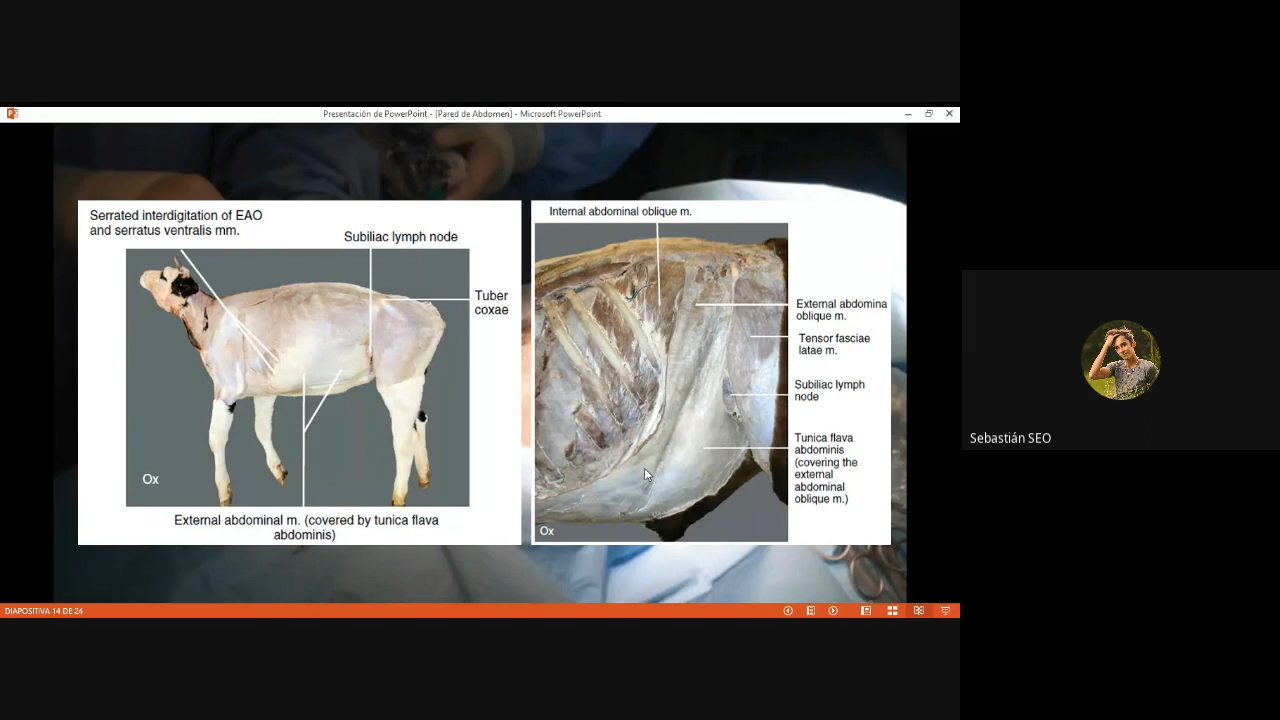 Presentación de PowerPoint - [Pared de Abdomen] - Microsoft PowerPoint
Serrated interdigitation of EAO
and serratus ventralis mm.
Subiliac lymph node
Tuber
coxae
Ox
External abdominal m. (covered by tunica flava
abdominis)
Internal abdominal oblique m.
External abdomina
oblique m.
Tensor fasciae
latae m.
Subiliac lymph
node
Tunica flava
abdominis
(covering the
external
abdominal
oblique m.)
Ox
Sebastián SEO
DIAPOSITIVA 14 DE 24